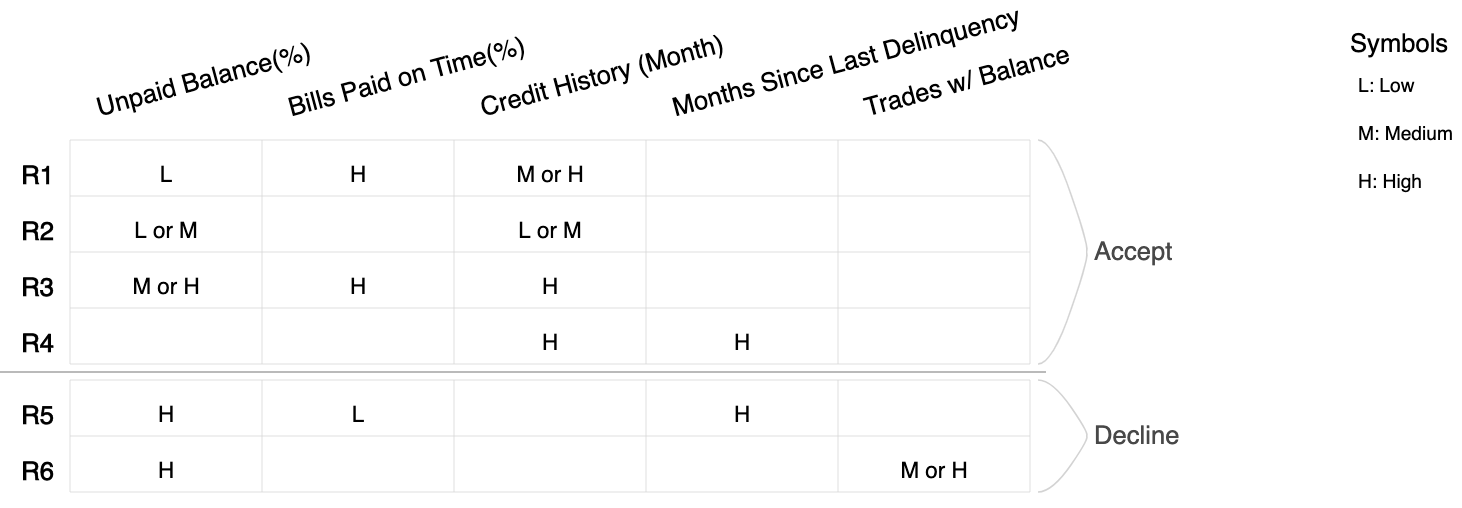 Unpaid Balance(%) Bills Paid on Time(%) Credit History (Month) Months Since Last Delinquency Trades w/ Balance
R1 L H M or H
R2 L or M L or M
R3 M or H H H
R4 H H
Accept
R5 H L H
R6 H M or H
Decline
Symbols
L: Low
M: Medium
H: High